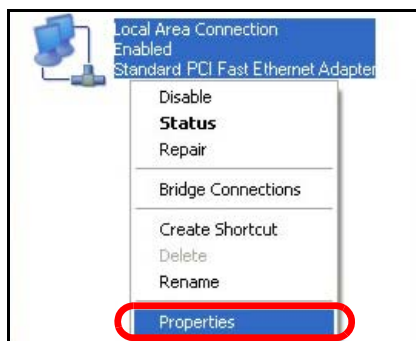 Local Area Connection
Enabled
Standard PCI Fast Ethernet Adapter
Disable
Status
Repair
Bridge Connections
Create Shortcut
Delete
Rename
Properties